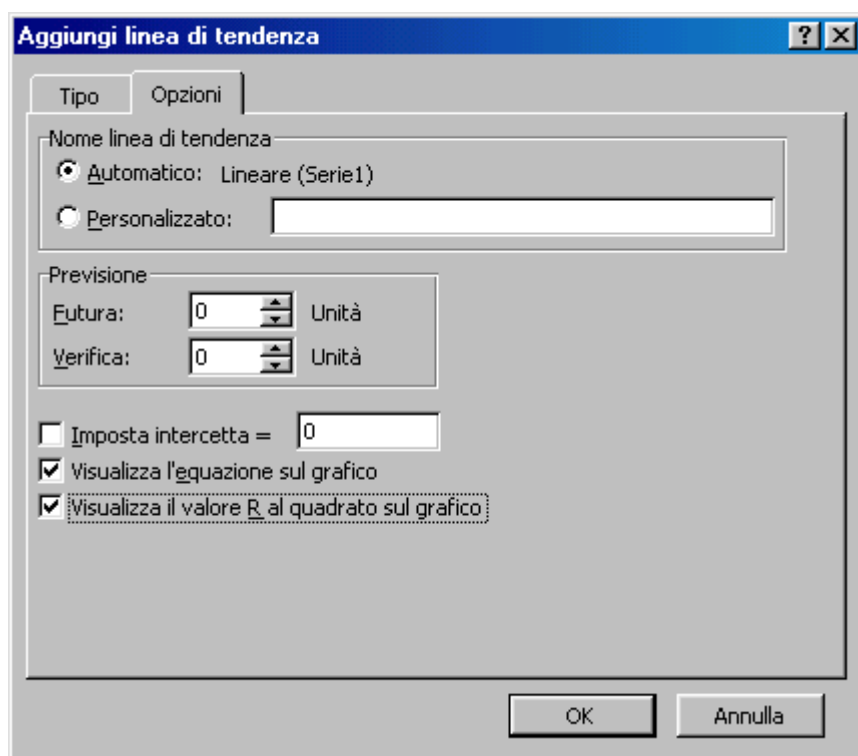 Aggiungi linea di tendenza
Tipo
Opzioni
Nome linea di tendenza
Automatico: Lineare (Serie1)
Personalizzato:
Previsione
Futura: 0 Unità
Verifica: 0 Unità
Imposta intercetta = 0
Visualizza l'equazione sul grafico
Visualizza il valore R al quadrato sul grafico
OK
Annulla